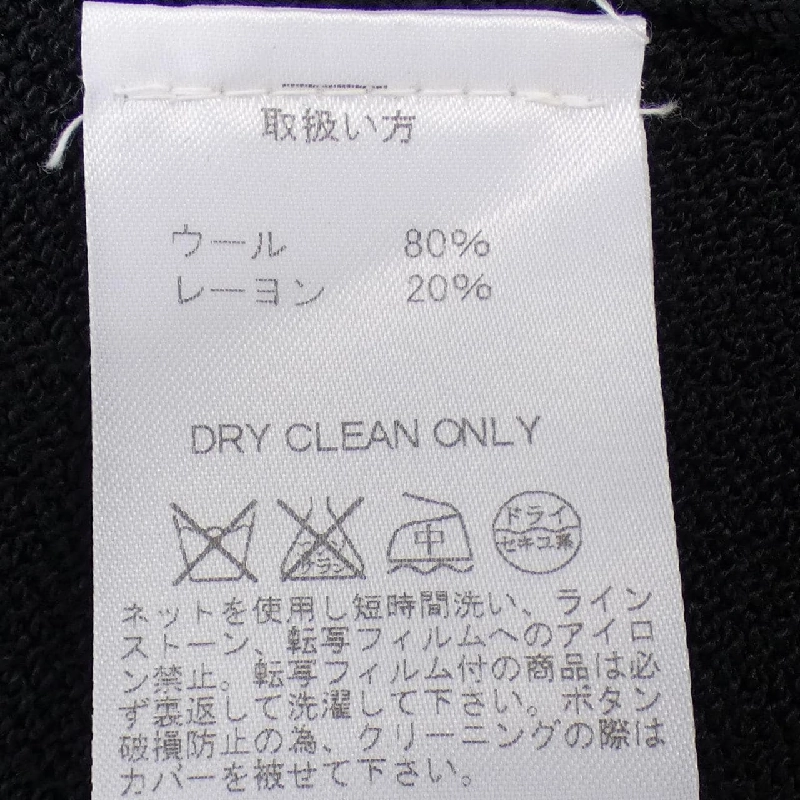 取扱い方
ウール 80%
レーヨン 20%
DRY CLEAN ONLY
中
ドライ
セキユ系
ネットを使用し短時間洗い、ライン
ストーン、転写フィルムへのアイロ
ン禁止。転写フィルム付の商品は必
ず裏返して洗濯して下さい。ボタン
破損防止の為、クリーニングの際は
カバーを被せて下さい。